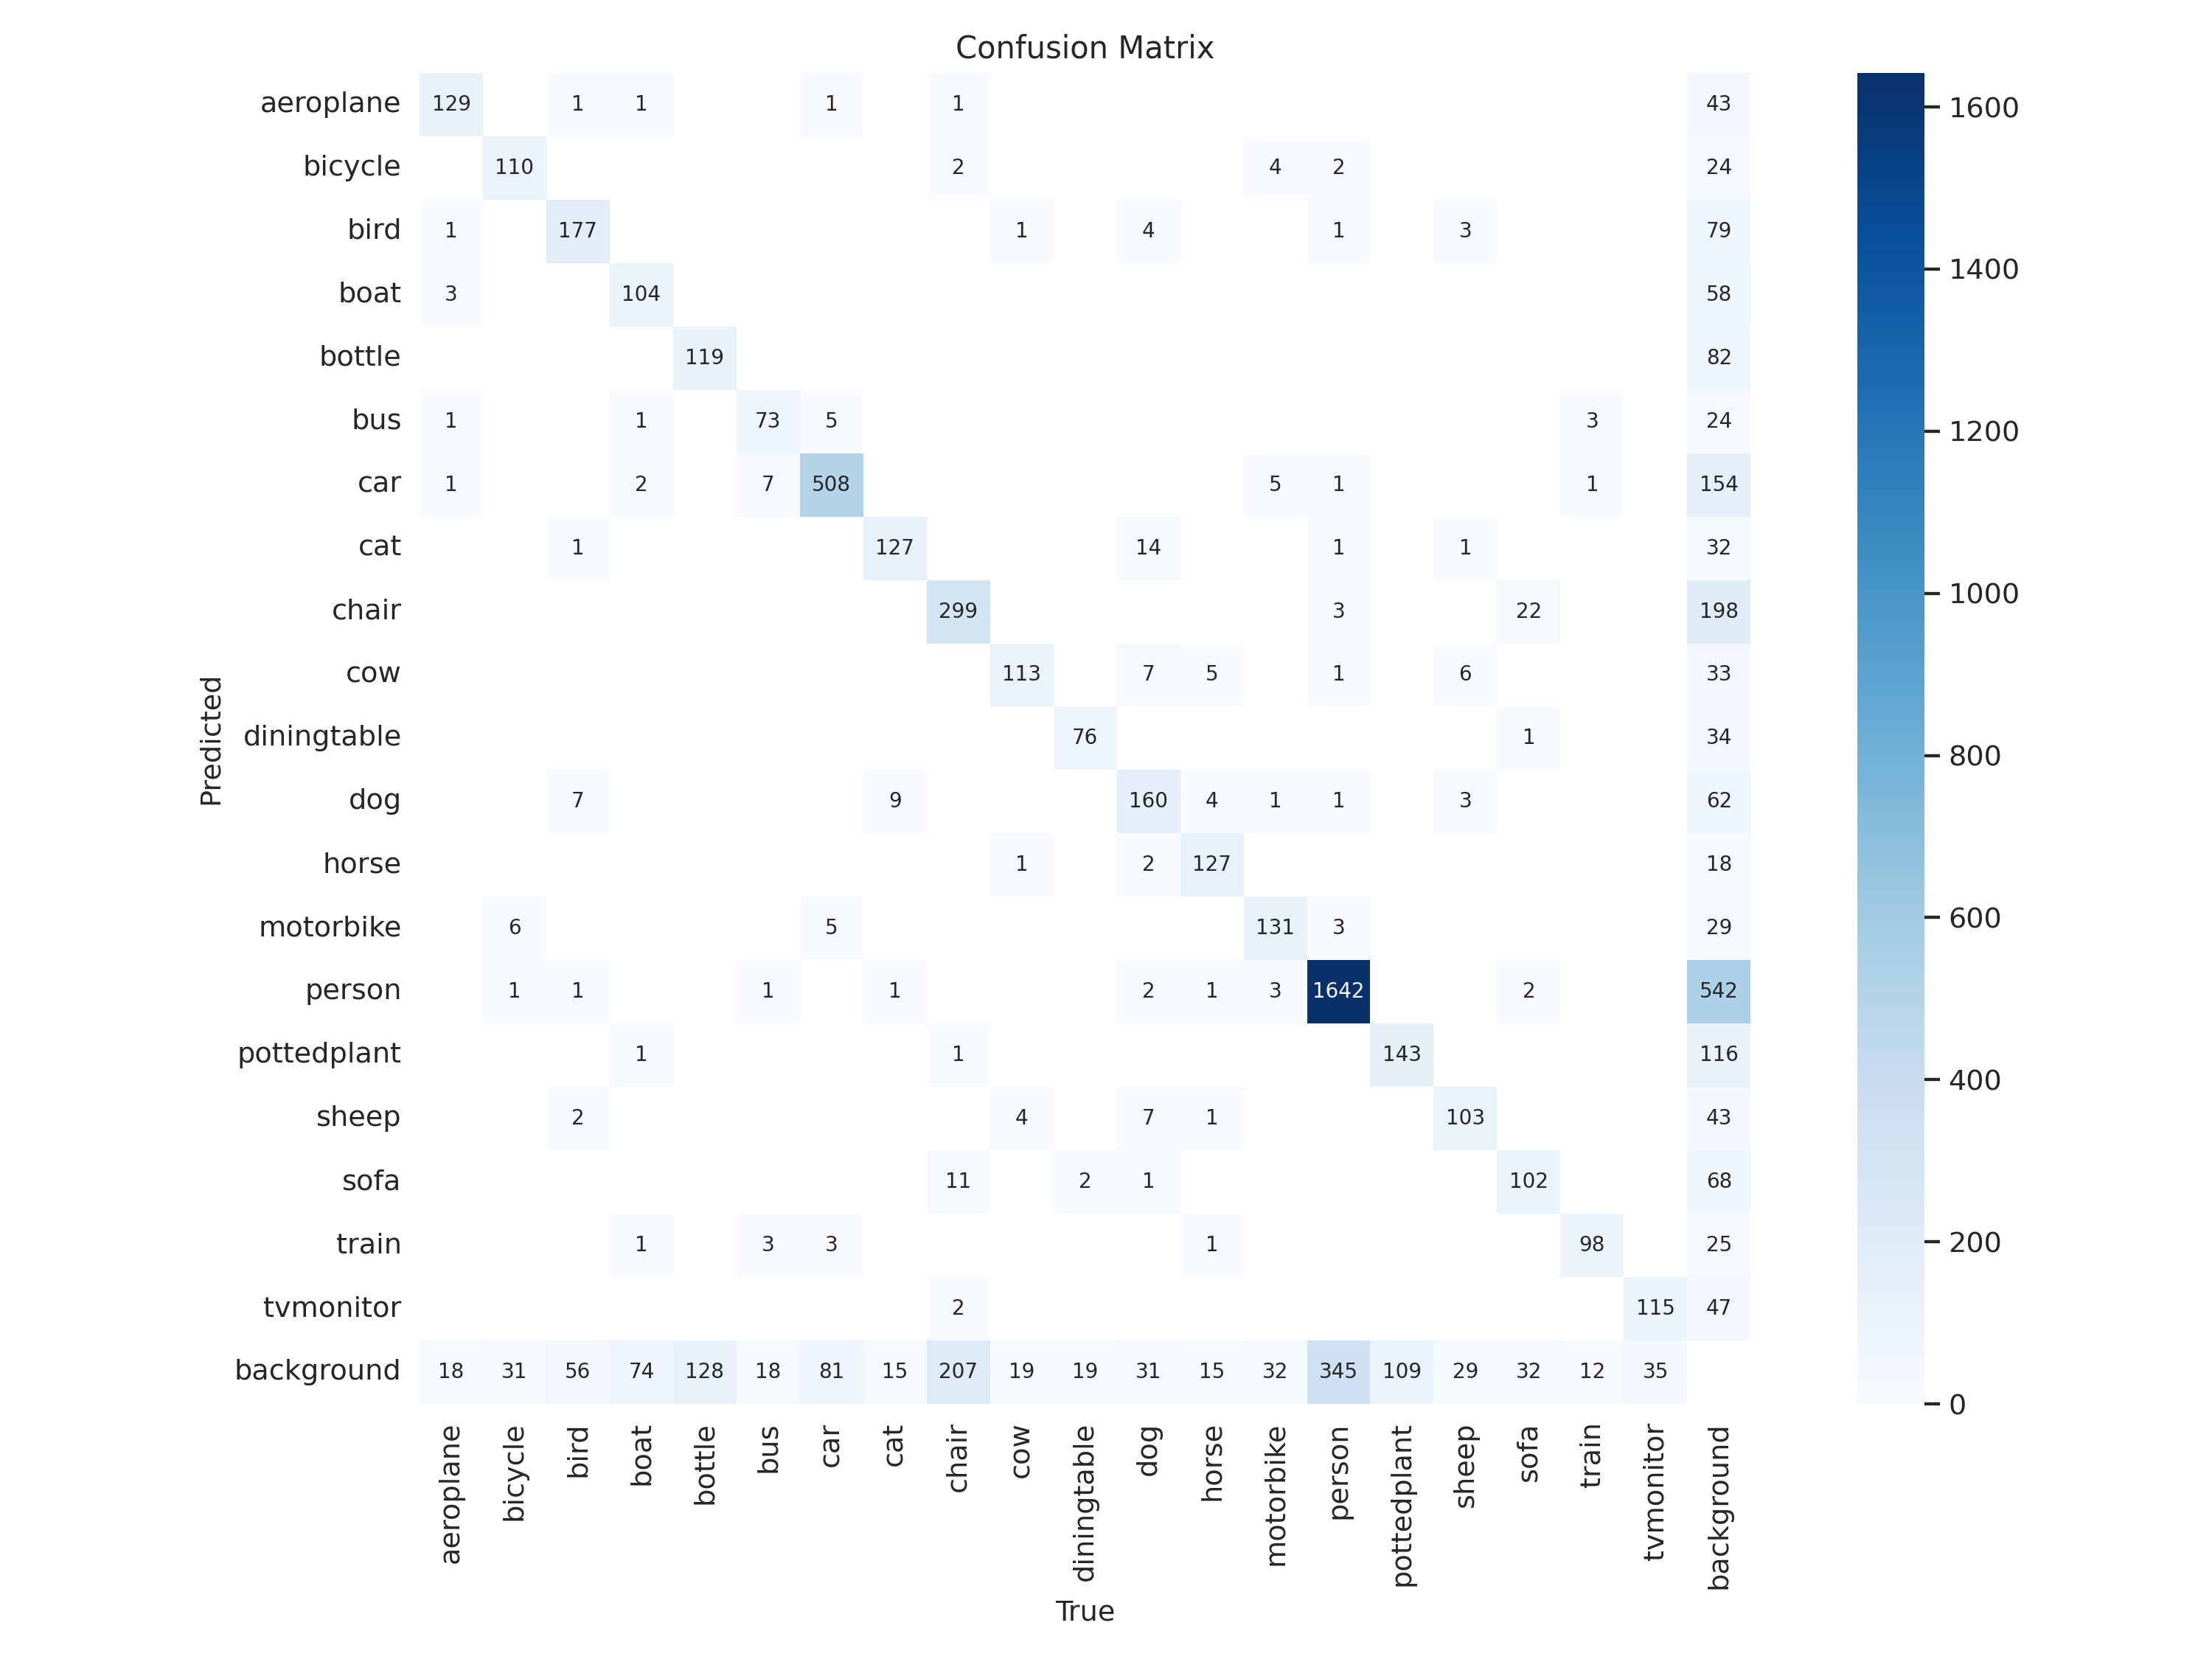 Confusion Matrix
aeroplane 129 1 1 1 1 43
bicycle 110 2 4 2 24
bird 1 177 1 4 1 3 79
boat 3 104 58
bottle 119 82
bus 1 1 73 5 3 24
car 1 2 7 508 5 1 1 154
cat 1 127 14 1 1 32
chair 299 3 22 198
cow 113 7 5 1 6 33
diningtable 76 1 34
dog 7 9 160 4 1 1 3 62
horse 1 2 127 18
motorbike 6 5 131 3 29
person 1 1 1 1 2 1 3 1642 2 542
pottedplant 1 1 143 116
sheep 2 4 7 1 103 43
sofa 11 2 1 102 68
train 1 3 3 1 98 25
tvmonitor 2 115 47
background 18 31 56 74 128 18 81 15 207 19 19 31 15 32 345 109 29 32 12 35
Predicted
aeroplane bicycle bird boat bottle bus car cat chair cow diningtable dog horse motorbike person pottedplant sheep sofa train tvmonitor background
True
1600
1400
1200
1000
800
600
400
200
0